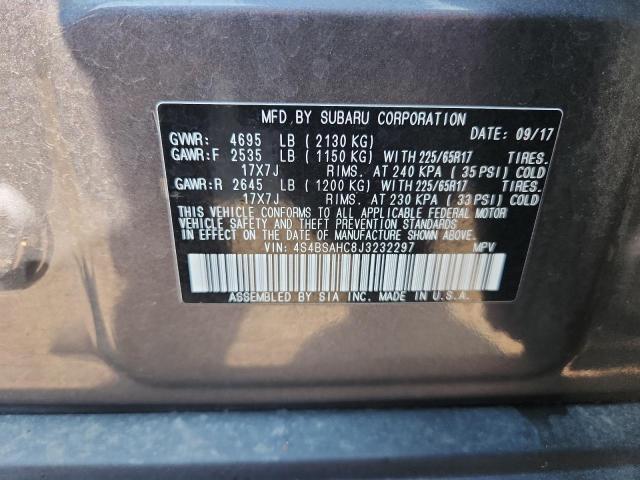 MFD. BY SUBARU CORPORATION DATE: 09/17
GVWR: 4695 LB (2130 KG)
GAWR:F 2535 LB (1150 KG) WITH 225/65R17 TIRES.
17X7J RIMS. AT 240 KPA (35 PSI) COLD
GAWR:R 2645 LB (1200 KG) WITH 225/65R17 TIRES.
17X7J RIMS. AT 230 KPA (33 PSI) COLD
THIS VEHICLE CONFORMS TO ALL APPLICABLE FEDERAL MOTOR
VEHICLE SAFETY AND THEFT PREVENTION STANDARDS
IN EFFECT ON THE DATE OF MANUFACTURE SHOWN ABOVE.
VIN: 4S4BSAHC8J3232297 MPV
ASSEMBLED BY SIA INC. MADE IN U.S.A.